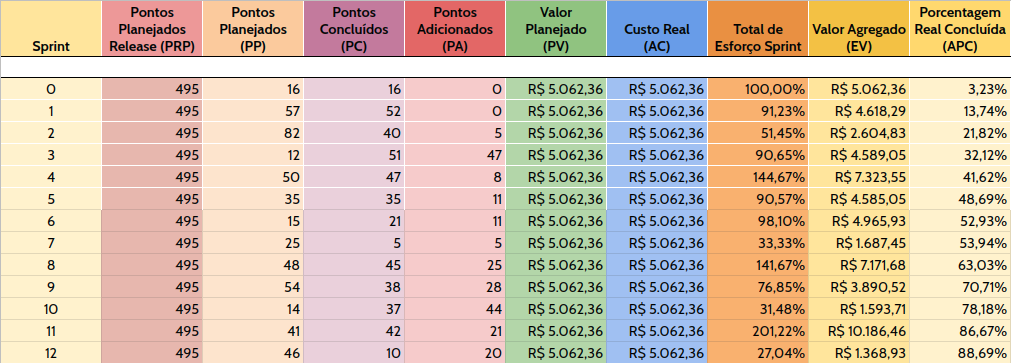 Sprint Pontos Planejados Release (PRP) Pontos Planejados (PP) Pontos Concluídos (PC) Pontos Adicionados (PA) Valor Planejado (PV) Custo Real (AC) Total de Esforço Sprint Valor Agregado (EV) Porcentagem Real Concluída (APC)
0 495 16 16 0 R$ 5.062,36 R$ 5.062,36 100,00% R$ 5.062,36 3,23%
1 495 57 52 0 R$ 5.062,36 R$ 5.062,36 91,23% R$ 4.618,29 13,74%
2 495 82 40 5 R$ 5.062,36 R$ 5.062,36 51,45% R$ 2.604,83 21,82%
3 495 12 51 47 R$ 5.062,36 R$ 5.062,36 90,65% R$ 4.589,05 32,12%
4 495 50 47 8 R$ 5.062,36 R$ 5.062,36 144,67% R$ 7.323,55 41,62%
5 495 35 35 11 R$ 5.062,36 R$ 5.062,36 90,57% R$ 4.585,05 48,69%
6 495 15 21 11 R$ 5.062,36 R$ 5.062,36 98,10% R$ 4.965,93 52,93%
7 495 25 5 5 R$ 5.062,36 R$ 5.062,36 33,33% R$ 1.687,45 53,94%
8 495 48 45 25 R$ 5.062,36 R$ 5.062,36 141,67% R$ 7.171,68 63,03%
9 495 54 38 28 R$ 5.062,36 R$ 5.062,36 76,85% R$ 3.890,52 70,71%
10 495 14 37 44 R$ 5.062,36 R$ 5.062,36 31,48% R$ 1.593,71 78,18%
11 495 41 42 21 R$ 5.062,36 R$ 5.062,36 201,22% R$ 10.186,46 86,67%
12 495 46 10 20 R$ 5.062,36 R$ 5.062,36 27,04% R$ 1.368,93 88,69%